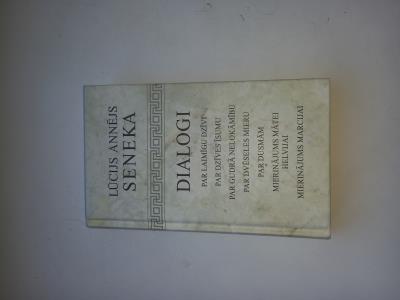 LŪCIJS ANNĒJS
SENEKA
DIALOGI
PAR LAIMĪGU DZĪVI
PAR DZĪVES ĪSUMU
PAR GUDRĀ NELOKĀMĪBU
PAR DVĒSELES MIERU
PAR DUSMĀM
MIERINĀJUMS MĀTEI
HELVIJAI
MIERINĀJUMS MARCIJAI